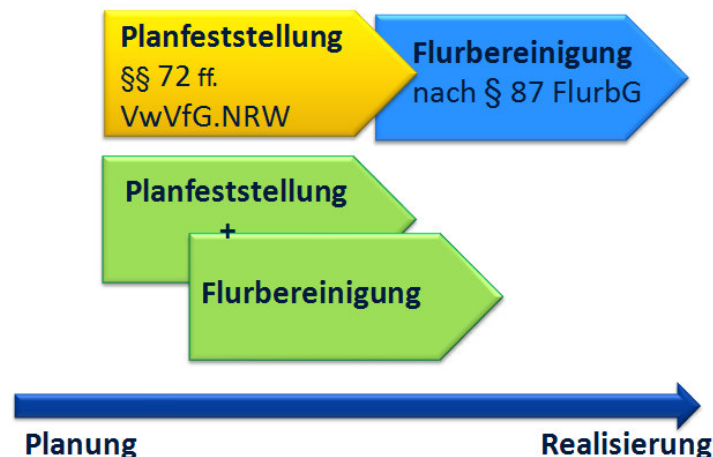 Planfeststellung
§§ 72 ff.
VwVfG.NRW
Flurbereinigung
nach § 87 FlurbG
Planfeststellung
+
Flurbereinigung
Planung
Realisierung